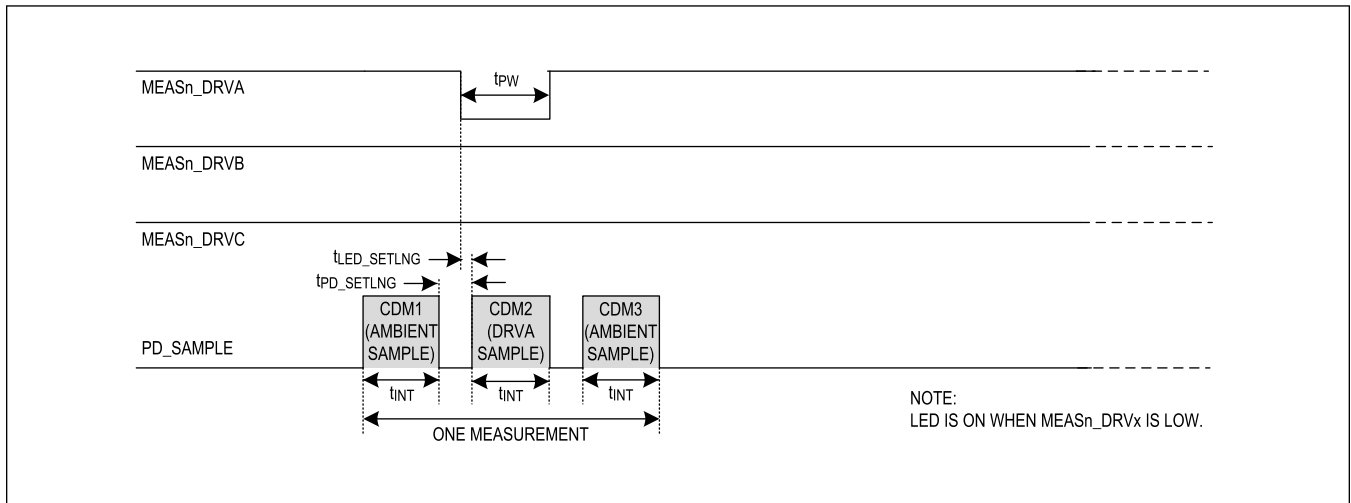 MEASn_DRVA
tPW
MEASn_DRVB
MEASn_DRVC
tLED_SETLNG
tPD_SETLNG
PD_SAMPLE
CDM1
(AMBIENT
SAMPLE)
CDM2
(DRVA
SAMPLE)
CDM3
(AMBIENT
SAMPLE)
tINT
tINT
tINT
ONE MEASUREMENT
NOTE:
LED IS ON WHEN MEASn_DRVx IS LOW.